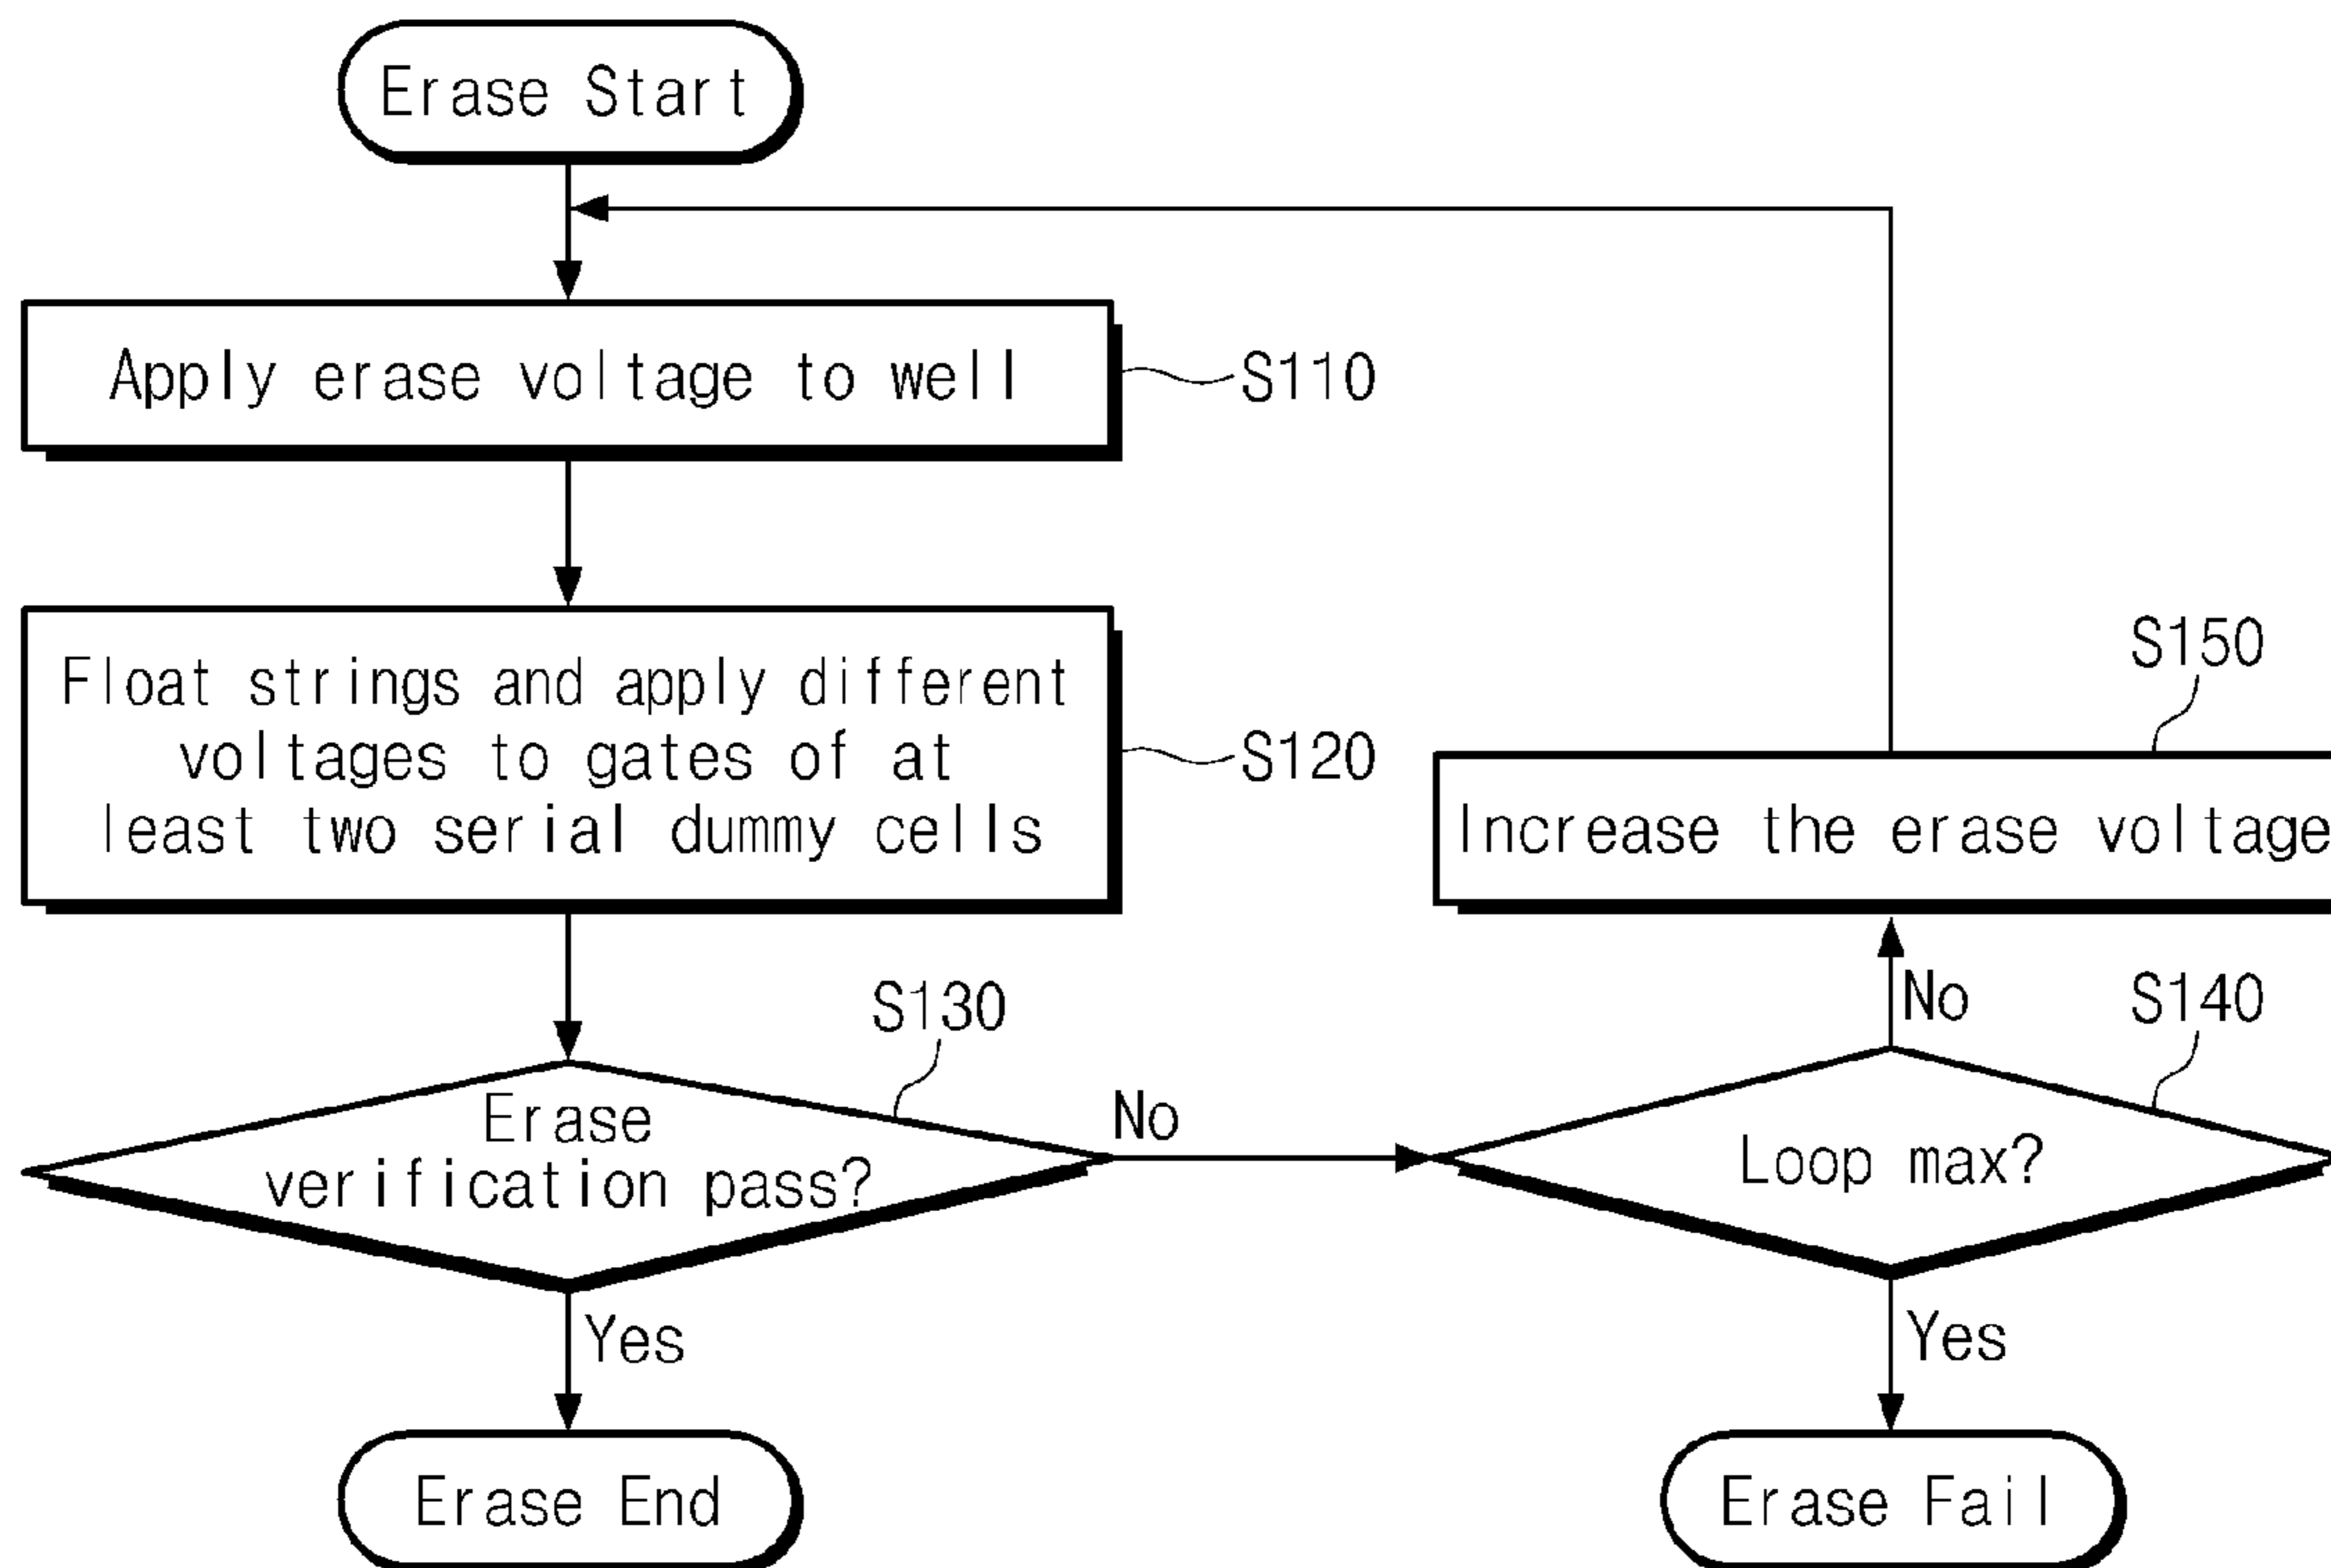 Erase Start
Apply erase voltage to well
S110
Float strings and apply different
voltages to gates of at
least two serial dummy cells
S120
S150
Increase the erase voltage
S130
Erase
verification pass?
No
No
S140
Loop max?
Yes
Yes
Erase End
Erase Fail